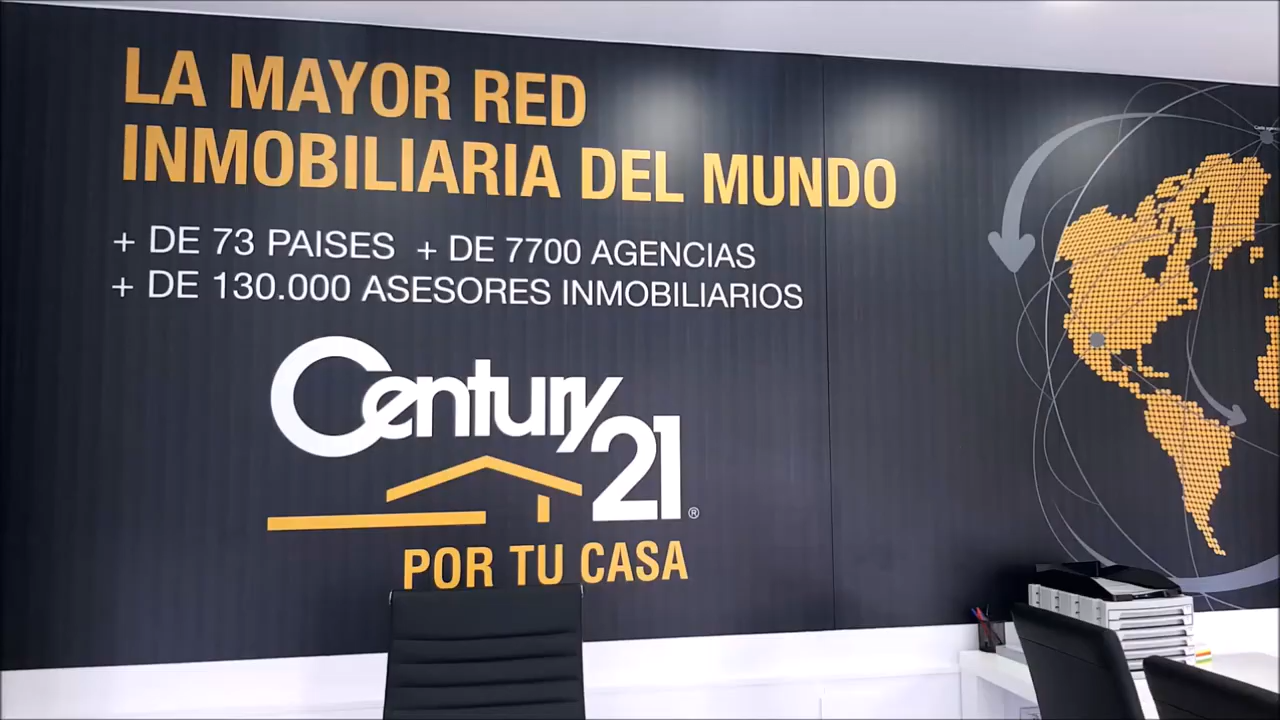 LA MAYOR RED
INMOBILIARIA DEL MUNDO
+ DE 73 PAISES + DE 7700 AGENCIAS
+ DE 130.000 ASESORES INMOBILIARIOS
Century
21®
POR TU CASA